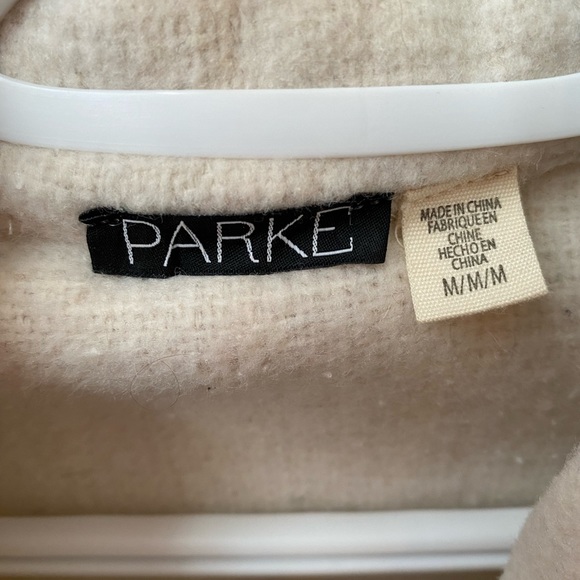 PARKE
MADE IN CHINA
FABRIQUE EN
CHINE
HECHO EN
CHINA
M/M/M